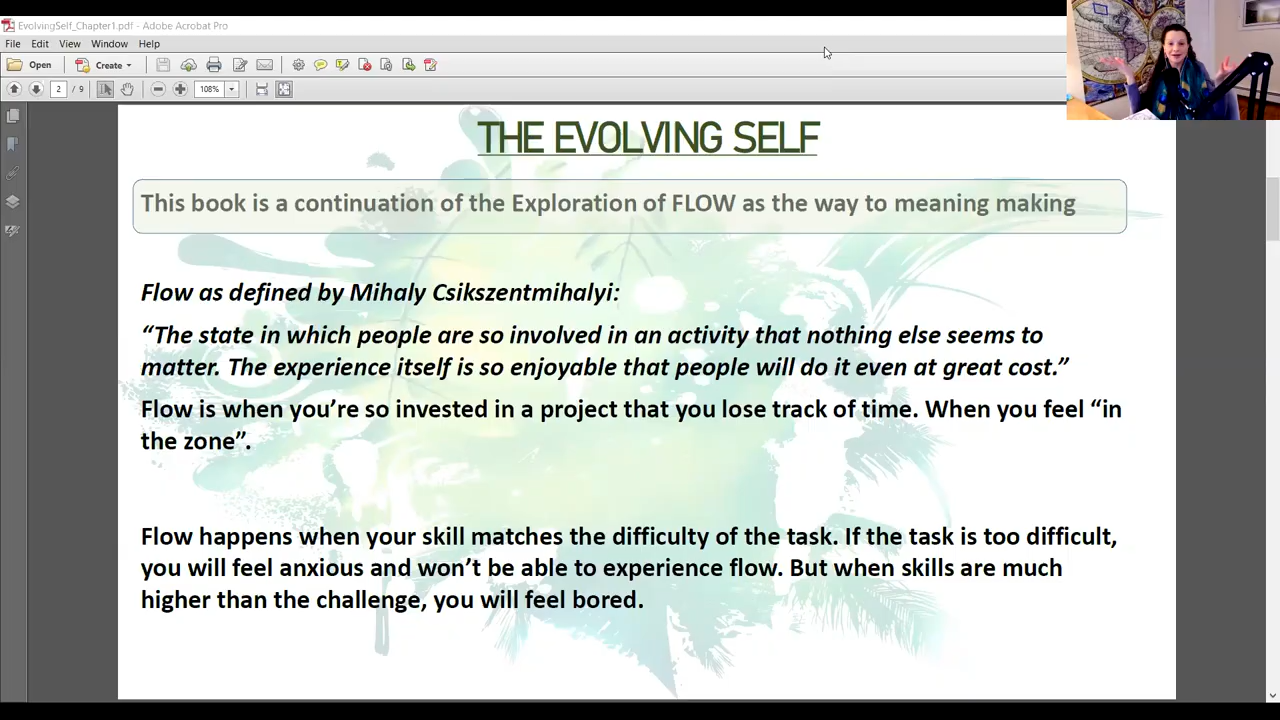 EvolvingSelf_Chapter1.pdf - Adobe Acrobat Pro
File Edit View Window Help
Open Create
2 / 9 108%
THE EVOLVING SELF
This book is a continuation of the Exploration of FLOW as the way to meaning making
Flow as defined by Mihaly Csikszentmihalyi:
“The state in which people are so involved in an activity that nothing else seems to
matter. The experience itself is so enjoyable that people will do it even at great cost.”
Flow is when you’re so invested in a project that you lose track of time. When you feel “in
the zone”.
Flow happens when your skill matches the difficulty of the task. If the task is too difficult,
you will feel anxious and won’t be able to experience flow. But when skills are much
higher than the challenge, you will feel bored.